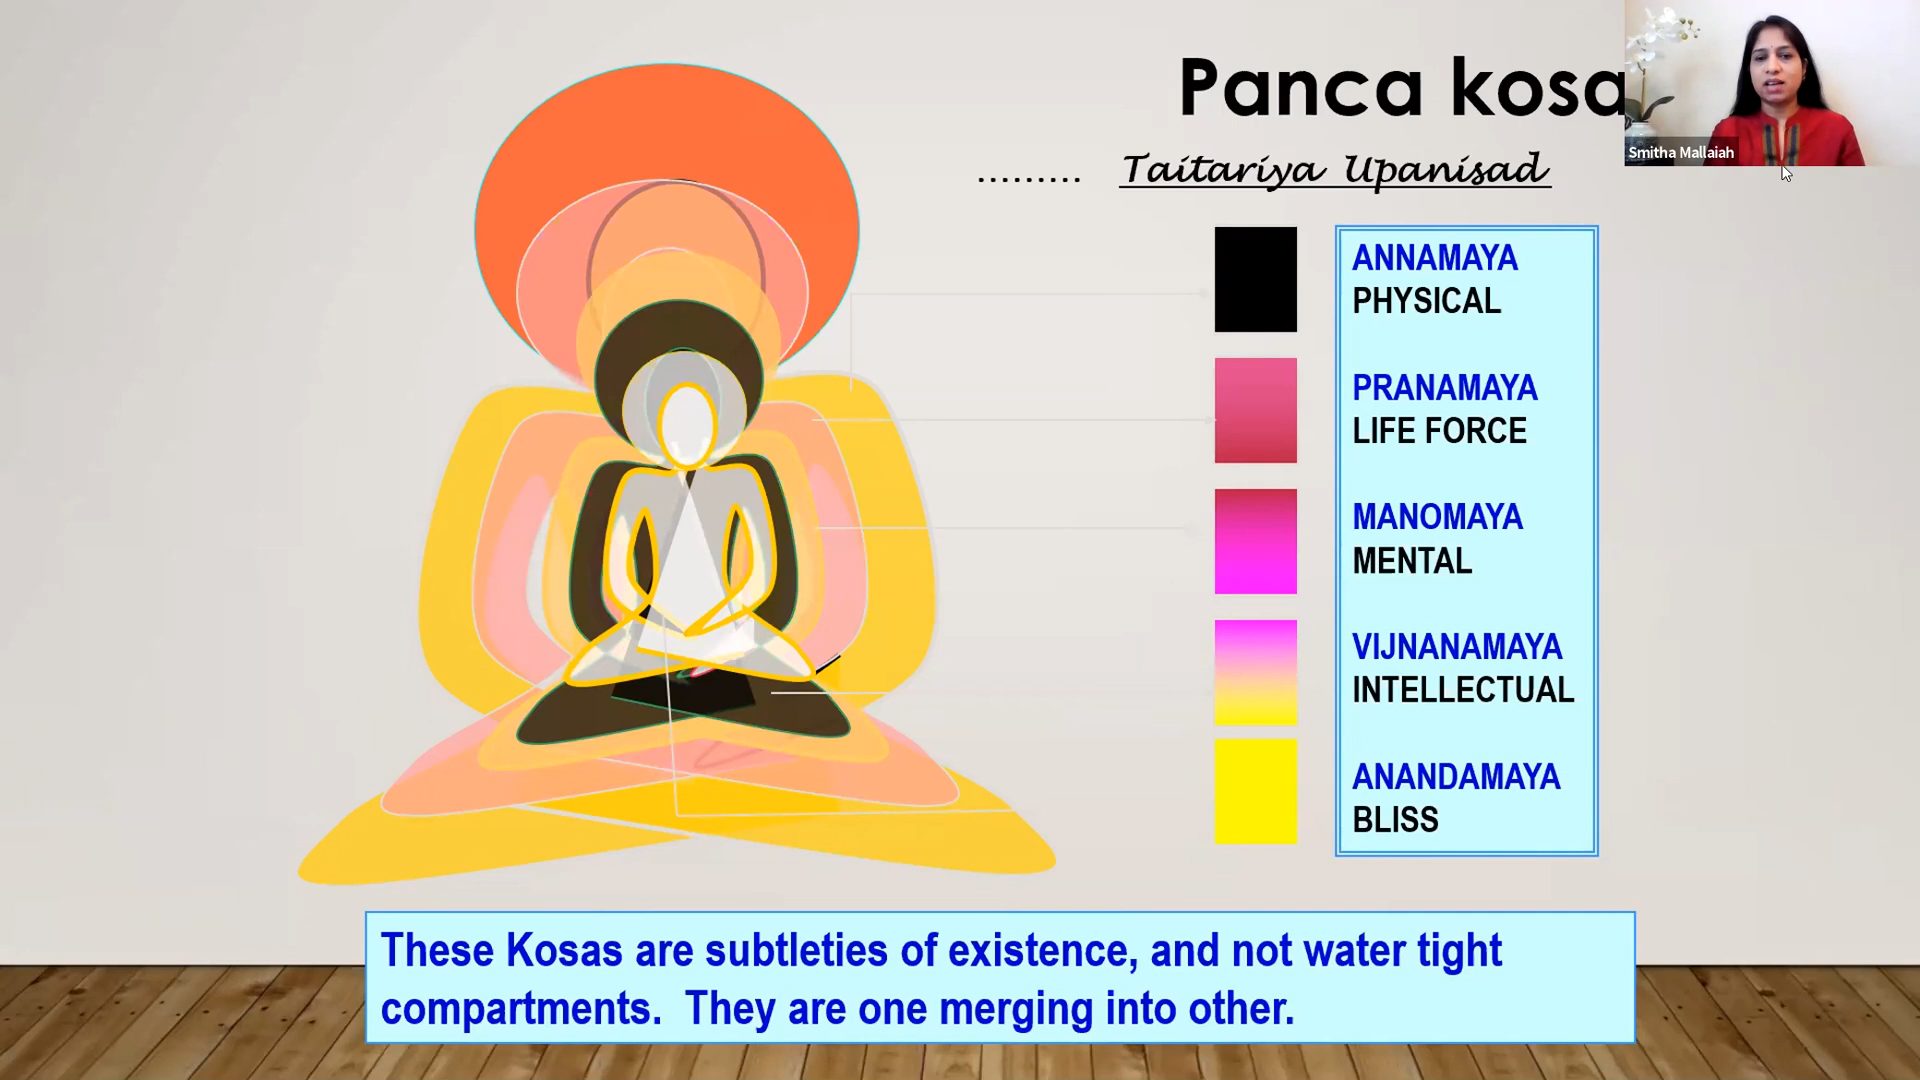 Panca kosa
Smitha Mallaiah
......... Taitariya Upanisad
ANNAMAYA
PHYSICAL
PRANAMAYA
LIFE FORCE
MANOMAYA
MENTAL
VIJNANAMAYA
INTELLECTUAL
ANANDAMAYA
BLISS
These Kosas are subtleties of existence, and not water tight
compartments. They are one merging into other.